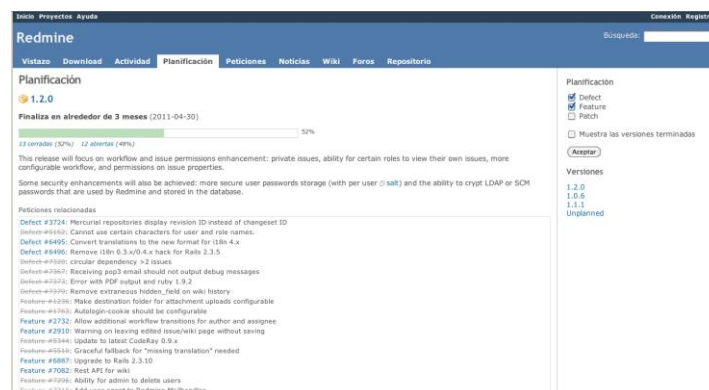 Inicio Proyectos Ayuda
Conexión Registr
Redmine
Búsqueda:
Vistazo Download Actividad Planificación Peticiones Noticias Wiki Foros Repositorio
Planificación
1.2.0
Finaliza en alrededor de 3 meses (2011-04-30)
52%
13 cerradas (52%) 12 abiertas (48%)
This release will focus on workflow and issue permissions enhancement: private issues, ability for certain roles to view their own issues, more
configurable workflow, and permissions on issue properties.
Some security enhancements will also be achieved: more secure user passwords storage (with per user salt) and the ability to crypt LDAP or SCM
passwords that are used by Redmine and stored in the database.
Peticiones relacionadas
Defect #3724: Mercurial repositories display revision ID instead of changeset ID
Defect #5152: Cannot use certain characters for user and role names.
Defect #6495: Convert translations to the new format for i18n 4.x
Defect #6496: Remove i18n 0.3.x/0.4.x hack for Rails 2.3.5
Defect #7320: circular dependency >2 issues
Defect #7367: Receiving pop3 email should not output debug messages
Defect #7373: Error with PDF output and ruby 1.9.2
Defect #7379: Remove extraneous hidden_field on wiki history
Feature #1236: Make destination folder for attachment uploads configurable
Feature #1763: Autologin-cookie should be configurable
Feature #2732: Allow additional workflow transitions for author and assignee
Feature #2910: Warning on leaving edited issue/wiki page without saving
Feature #5344: Update to latest CodeRay 0.9.x
Feature #5518: Graceful fallback for "missing translation" needed
Feature #6887: Upgrade to Rails 2.3.10
Feature #7082: Rest API for wiki
Feature #7296: Ability for admin to delete users
Planificación
Defect
Feature
Patch
Muestra las versiones terminadas
Aceptar
Versiones
1.2.0
1.0.6
1.1.1
Unplanned